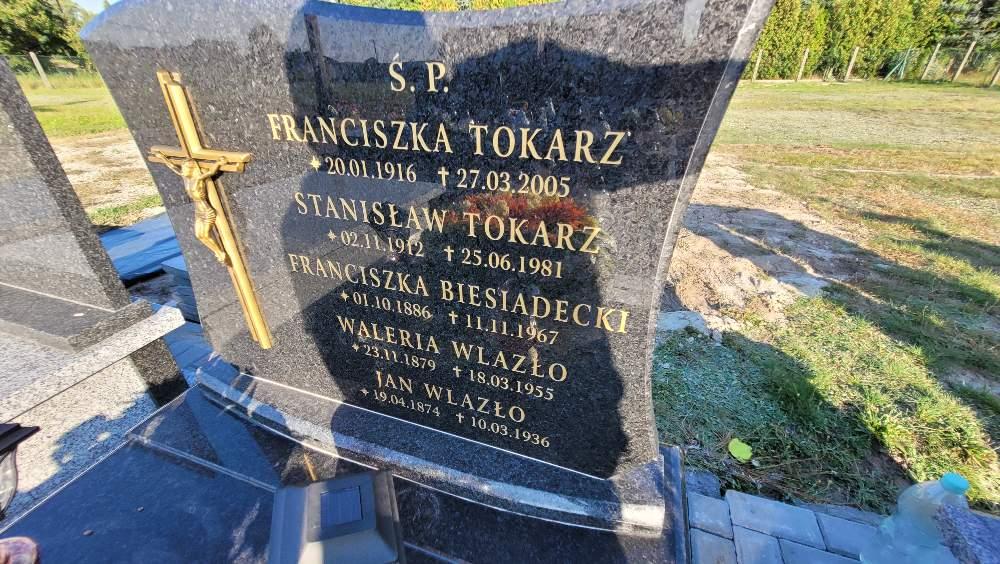 Ś. P.
FRANCISZKA TOKARZ
* 20.01.1916 † 27.03.2005
STANISŁAW TOKARZ
* 02.11.1912 † 25.06.1981
FRANCISZKA BIESIADECKI
* 01.10.1886 † 11.11.1967
WALERIA WLAZŁO
* 23.11.1879 † 18.03.1955
JAN WLAZŁO
* 19.04.1874 † 10.03.1936